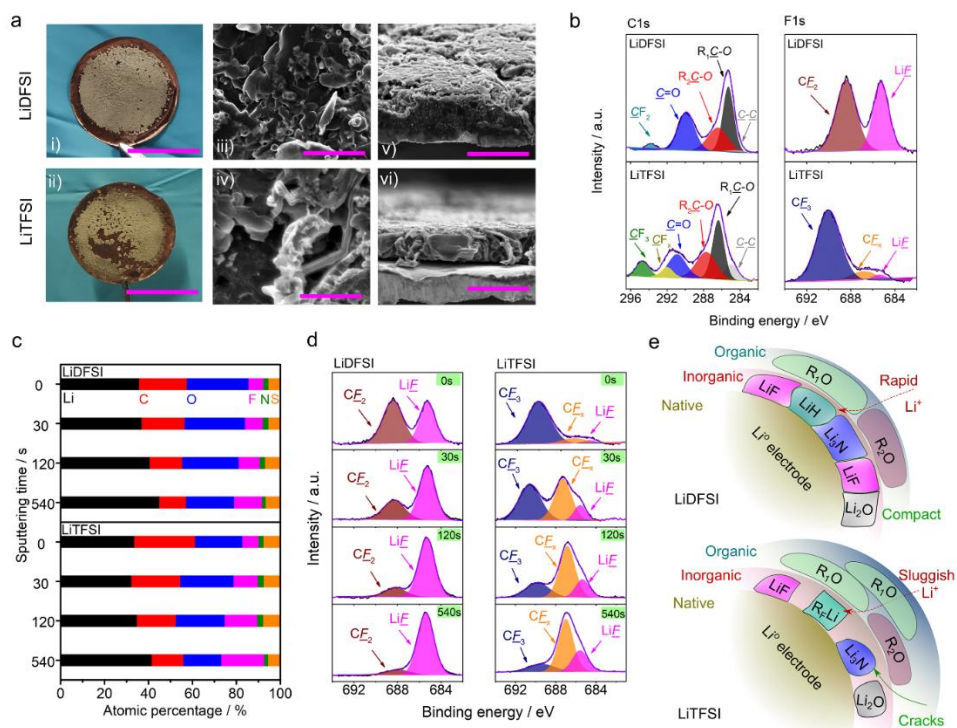 a
LiDFSI
LiTFSI
i)
ii)
iii)
iv)
v)
vi)
b
C1s
F1s
LiDFSI
R₁C-O
C=O
R₂C-O
CF₂
C-C
LiDFSI
CF₂
LiF
LiTFSI
R₁C-O
R₂C-O
C=O
CF₃
CFₓ
C-C
LiTFSI
CF₃
CFₓ
LiF
Intensity / a.u.
296 292 288 284
692 688 684
Binding energy / eV
c
LiDFSI
0
Li C O F N S
30
120
540
LiTFSI
0
30
120
540
Sputtering time / s
0 20 40 60 80 100
Atomic percentage / %
d
LiDFSI
LiTFSI
0s
CF₂
LiF
0s
CF₃
CFₓ
LiF
30s
CF₂
LiF
30s
CF₃
CFₓ
LiF
120s
CF₂
LiF
120s
CF₃
CFₓ
LiF
540s
CF₂
LiF
540s
CF₃
CFₓ
LiF
Intensity / a.u.
692 688 684
692 688 684
Binding energy / eV
e
Organic
Inorganic
Native
R₁O
LiF
LiH
Li₃N
LiF
Li₂O
R₂O
Rapid
Li⁺
Li⁰ electrode
LiDFSI
Compact
Organic
Inorganic
Native
R₁O
R₁O
R₂O
LiF
R_FLi
Li₃N
Li₂O
Sluggish
Li⁺
Li⁰ electrode
Cracks
LiTFSI